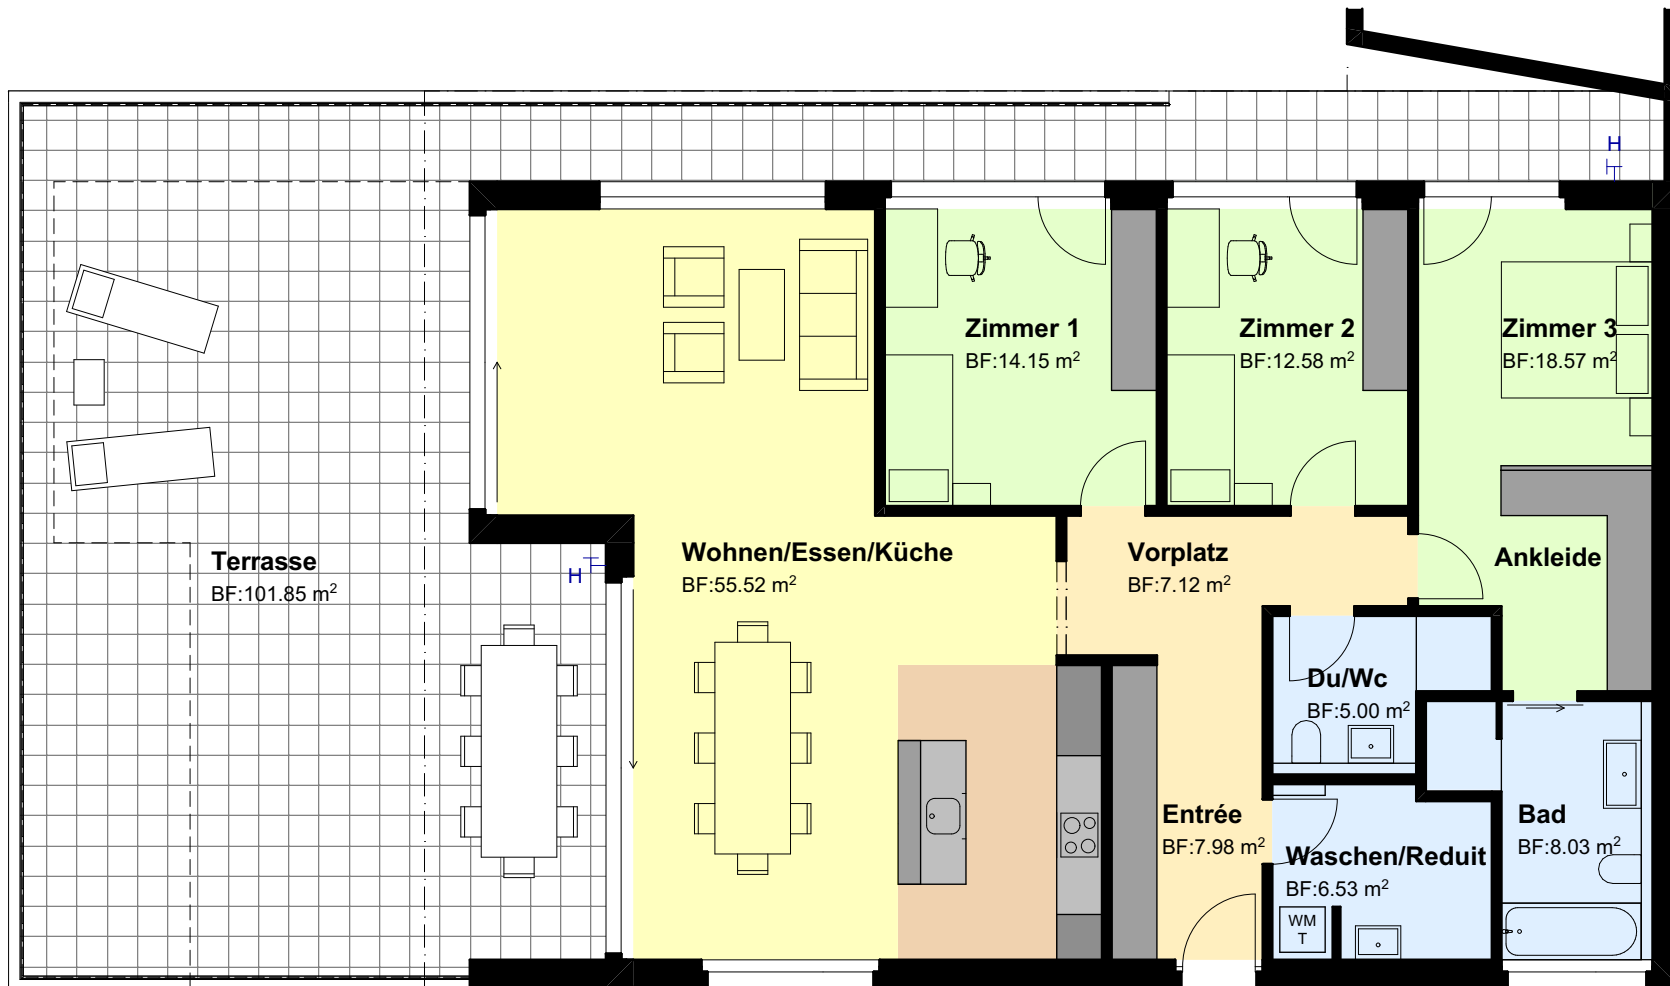 H
Zimmer 1
BF:14.15 m²
Zimmer 2
BF:12.58 m²
Zimmer 3
BF:18.57 m²
Terrasse
BF:101.85 m²
H
Wohnen/Essen/Küche
BF:55.52 m²
Vorplatz
BF:7.12 m²
Ankleide
Du/Wc
BF:5.00 m²
Entrée
BF:7.98 m²
Waschen/Reduit
BF:6.53 m²
Bad
BF:8.03 m²
WM
T